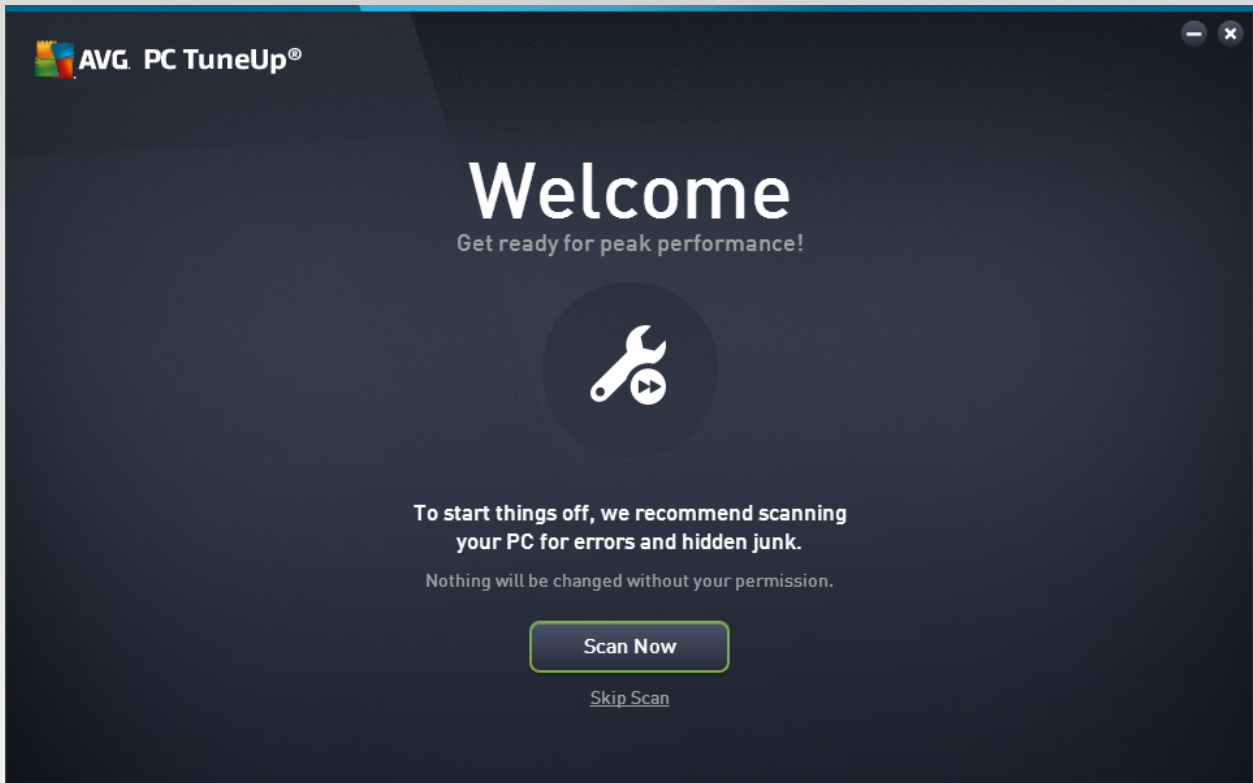 AVG. PC TuneUp®
Welcome
Get ready for peak performance!
To start things off, we recommend scanning
your PC for errors and hidden junk.
Nothing will be changed without your permission.
Scan Now
Skip Scan